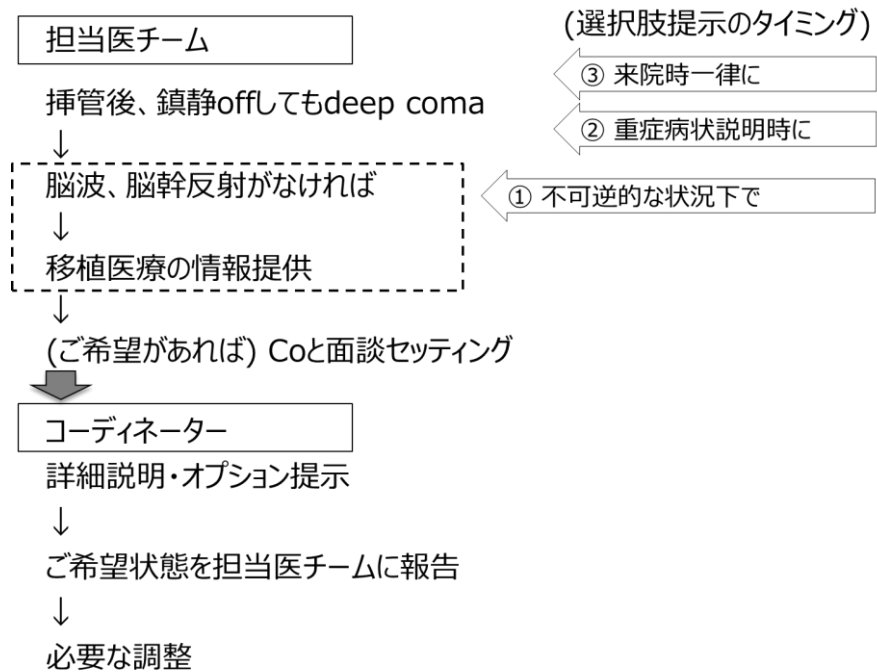 (選択肢提示のタイミング)
担当医チーム
③ 来院時一律に
挿管後、鎮静offしてもdeep coma
② 重症病状説明時に
↓
脳波、脳幹反射がなければ
① 不可逆的な状況下で
↓
移植医療の情報提供
↓
(ご希望があれば) Coと面談セッティング
コーディネーター
詳細説明・オプション提示
↓
ご希望状態を担当医チームに報告
↓
必要な調整